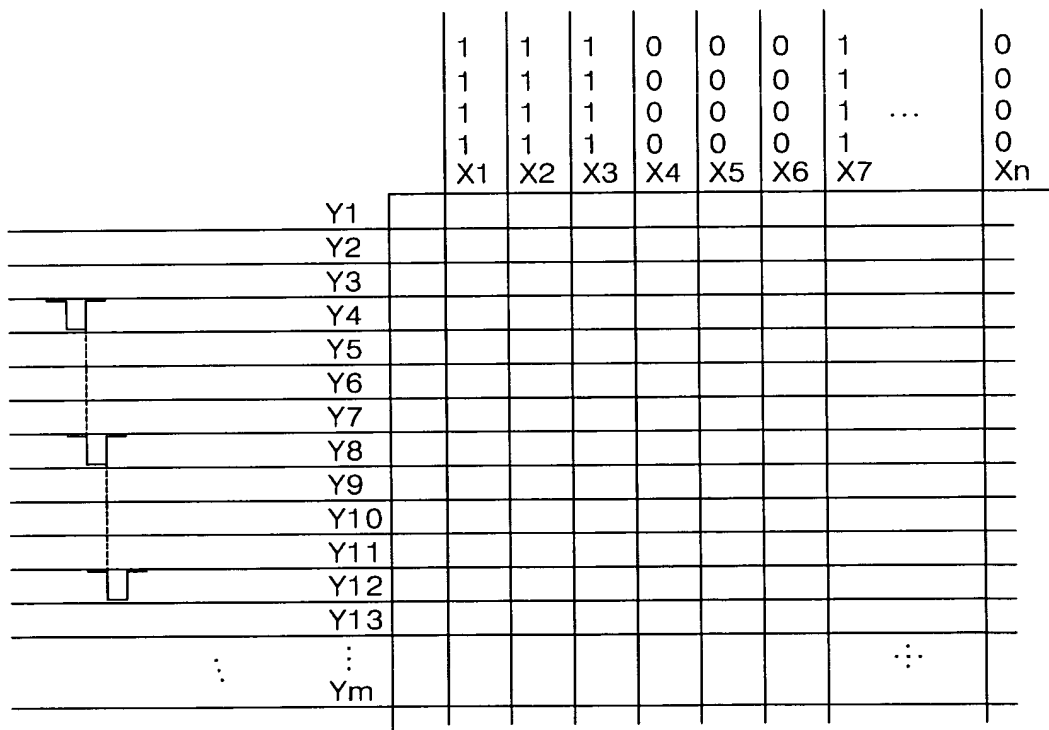 1 1 1 0 0 0 1 0
1 1 1 0 0 0 1 0
1 1 1 0 0 0 1 ... 0
1 1 1 0 0 0 1 0
X1 X2 X3 X4 X5 X6 X7 Xn
Y1
Y2
Y3
Y4
Y5
Y6
Y7
Y8
Y9
Y10
Y11
Y12
Y13
Ym